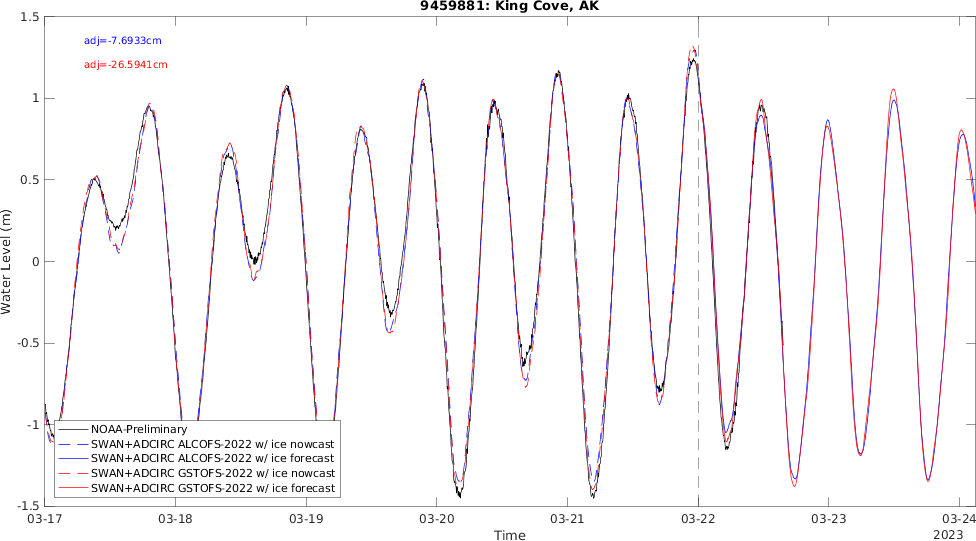 9459881: King Cove, AK
1.5
1
0.5
0
-0.5
-1
-1.5
Water Level (m)
adj=-7.6933cm
adj=-26.5941cm
NOAA-Preliminary
SWAN+ADCIRC ALCOFS-2022 w/ ice nowcast
SWAN+ADCIRC ALCOFS-2022 w/ ice forecast
SWAN+ADCIRC GSTOFS-2022 w/ ice nowcast
SWAN+ADCIRC GSTOFS-2022 w/ ice forecast
03-17 03-18 03-19 03-20 03-21 03-22 03-23 03-24
Time
2023